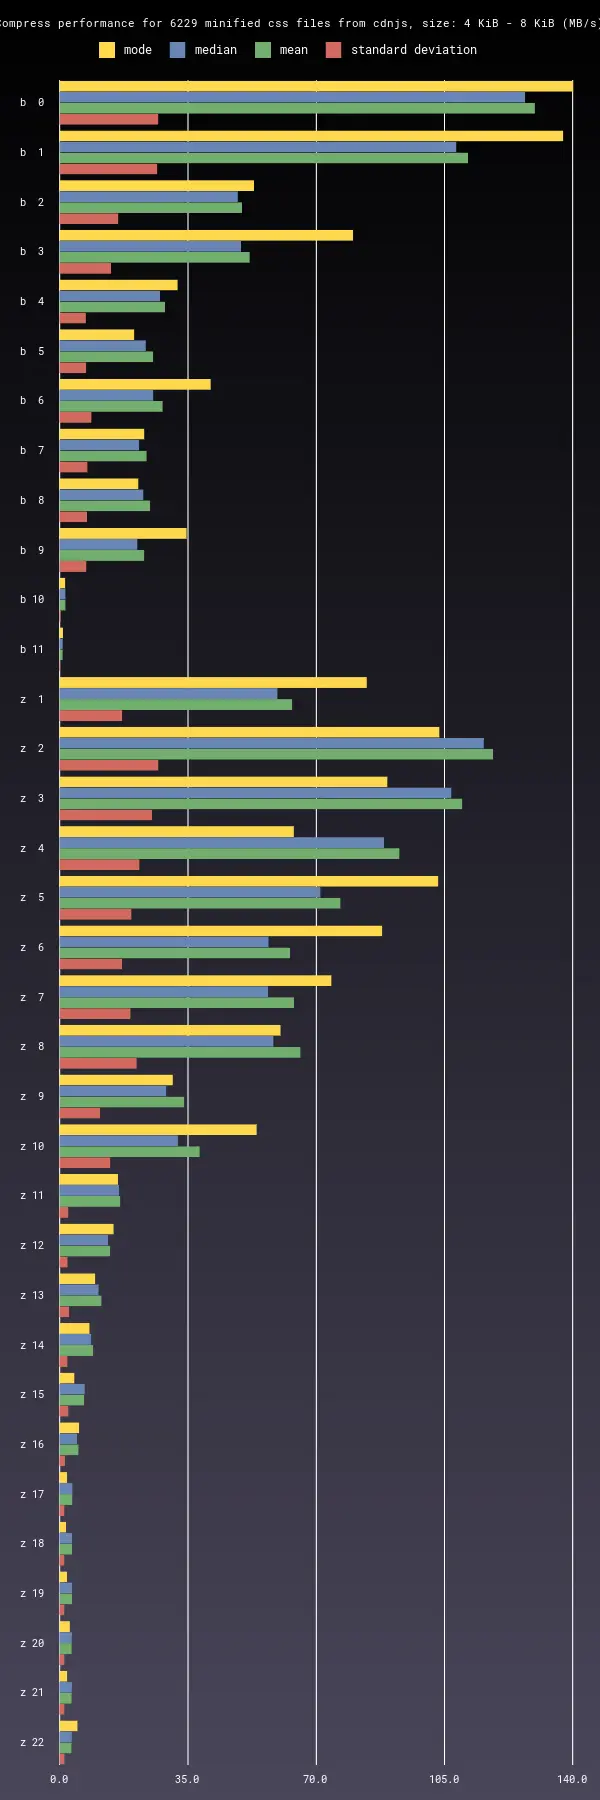 ompress performance for 6229 minified css files from cdnjs, size: 4 KiB - 8 KiB (MB/s)
mode median mean standard deviation
b 0
b 1
b 2
b 3
b 4
b 5
b 6
b 7
b 8
b 9
b 10
b 11
z 1
z 2
z 3
z 4
z 5
z 6
z 7
z 8
z 9
z 10
z 11
z 12
z 13
z 14
z 15
z 16
z 17
z 18
z 19
z 20
z 21
z 22
0.0 35.0 70.0 105.0 140.0